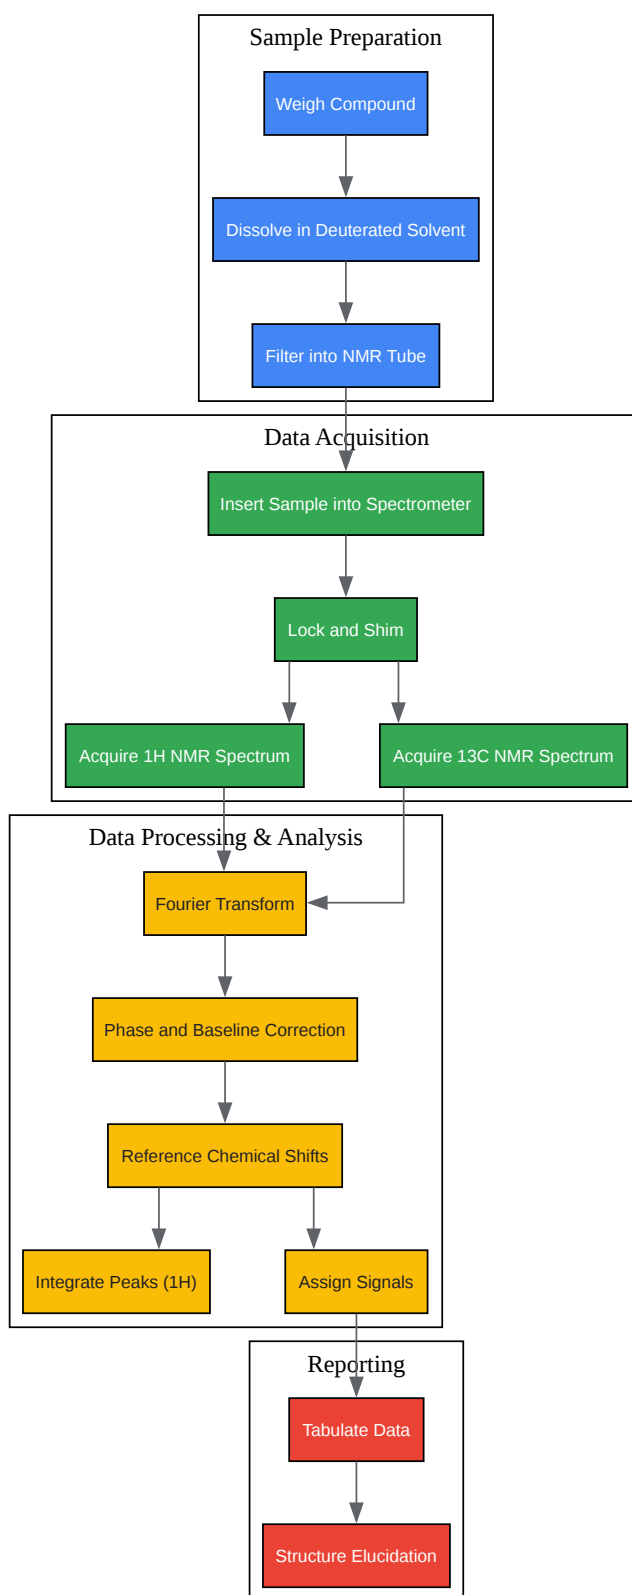 Sample Preparation
Weigh Compound
Dissolve in Deuterated Solvent
Filter into NMR Tube
Data Acquisition
Insert Sample into Spectrometer
Lock and Shim
Acquire 1H NMR Spectrum
Acquire 13C NMR Spectrum
Data Processing & Analysis
Fourier Transform
Phase and Baseline Correction
Reference Chemical Shifts
Integrate Peaks (1H)
Assign Signals
Reporting
Tabulate Data
Structure Elucidation